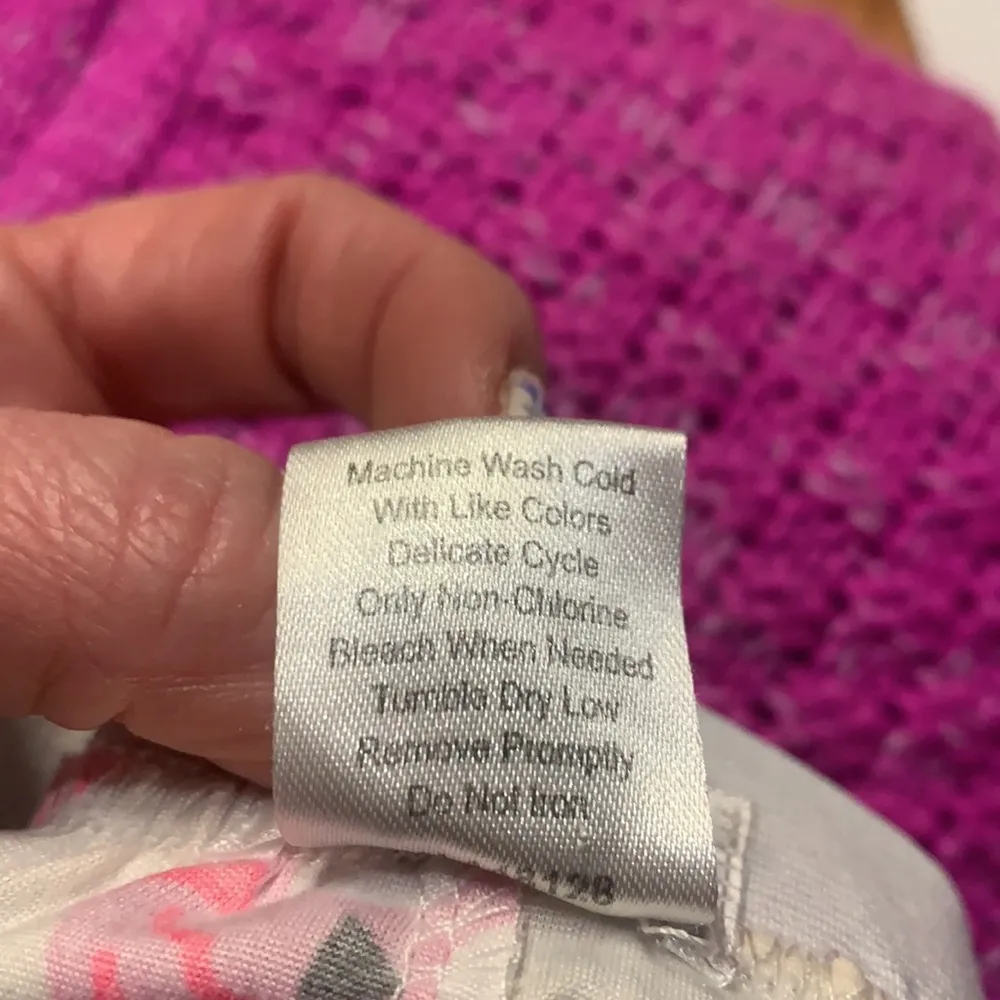 Machine Wash Cold
With Like Colors
Delicate Cycle
Only Non-Chlorine
Bleach When Needed
Tumble Dry Low
Remove Promptly
Do Not Iron